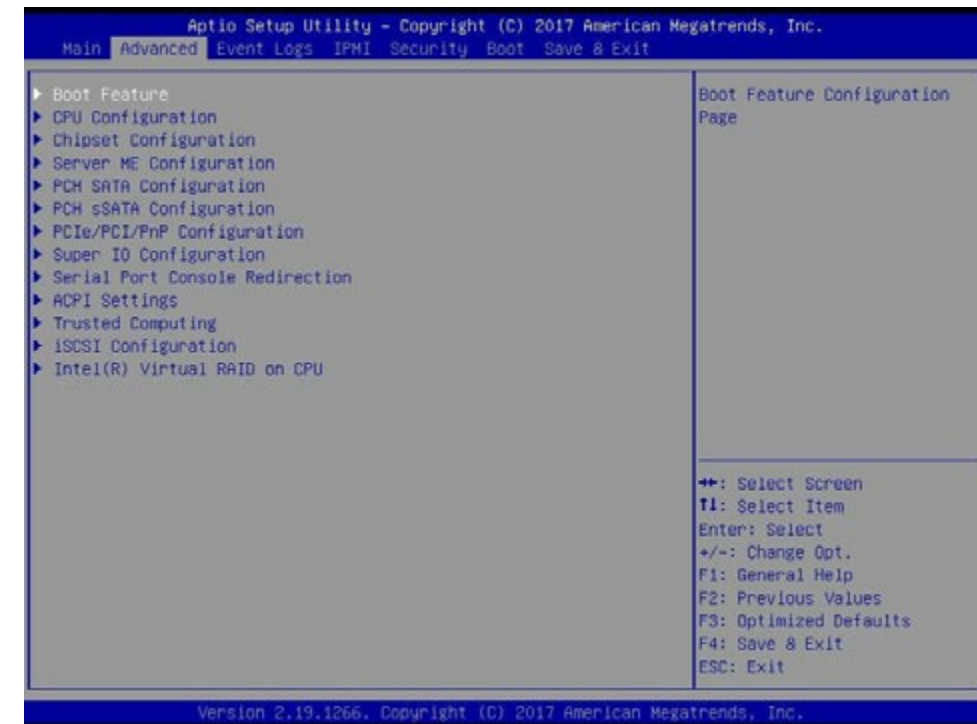 Aptio Setup Utility – Copyright (C) 2017 American Megatrends, Inc.
Main Advanced Event Logs IPMI Security Boot Save & Exit
Boot Feature
CPU Configuration
Chipset Configuration
Server ME Configuration
PCH SATA Configuration
PCH sSATA Configuration
PCIe/PCI/PnP Configuration
Super IO Configuration
Serial Port Console Redirection
ACPI Settings
Trusted Computing
iSCSI Configuration
Intel(R) Virtual RAID on CPU
Boot Feature Configuration
Page
→←: Select Screen
↑↓: Select Item
Enter: Select
+/-: Change Opt.
F1: General Help
F2: Previous Values
F3: Optimized Defaults
F4: Save & Exit
ESC: Exit
Version 2.19.1266. Copyright (C) 2017 American Megatrends, Inc.